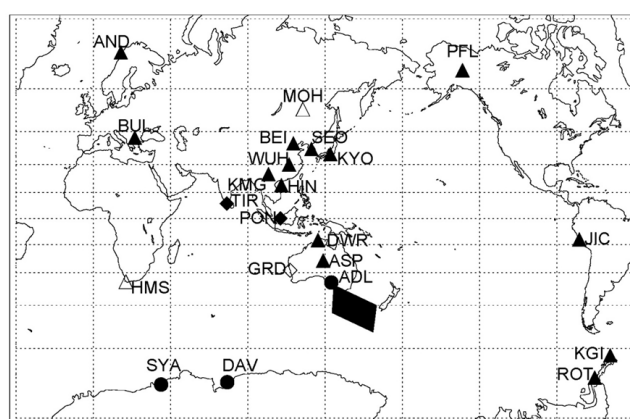 AND
PFL
MOH
BUL
BEI SEO
WUH KYO
KMG HIN
TIR
PON
DWR JIC
ASP
GRD ADL
HMS
KGI
SYA DAV
ROT